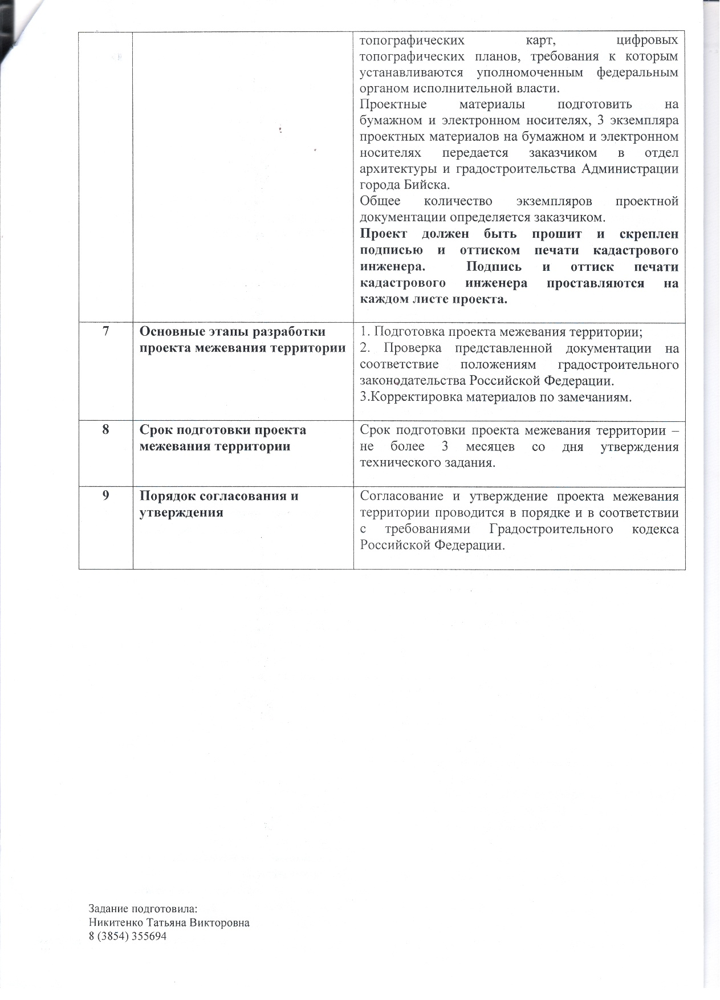 топографических карт, цифровых
топографических планов, требования к которым
устанавливаются уполномоченным федеральным
органом исполнительной власти.
Проектные материалы подготовить на
бумажном и электронном носителях, 3 экземпляра
проектных материалов на бумажном и электронном
носителях передается заказчиком в отдел
архитектуры и градостроительства Администрации
города Бийска.
Общее количество экземпляров проектной
документации определяется заказчиком.
Проект должен быть прошит и скреплен
подписью и оттиском печати кадастрового
инженера. Подпись и оттиск печати
кадастрового инженера проставляются на
каждом листе проекта.
7
Основные этапы разработки
проекта межевания территории
1. Подготовка проекта межевания территории;
2. Проверка представленной документации на
соответствие положениям градостроительного
законодательства Российской Федерации.
3.Корректировка материалов по замечаниям.
8
Срок подготовки проекта
межевания территории
Срок подготовки проекта межевания территории –
не более 3 месяцев со дня утверждения
технического задания.
9
Порядок согласования и
утверждения
Согласование и утверждение проекта межевания
территории проводится в порядке и в соответствии
с требованиями Градостроительного кодекса
Российской Федерации.
Задание подготовила:
Никитенко Татьяна Викторовна
8 (3854) 355694